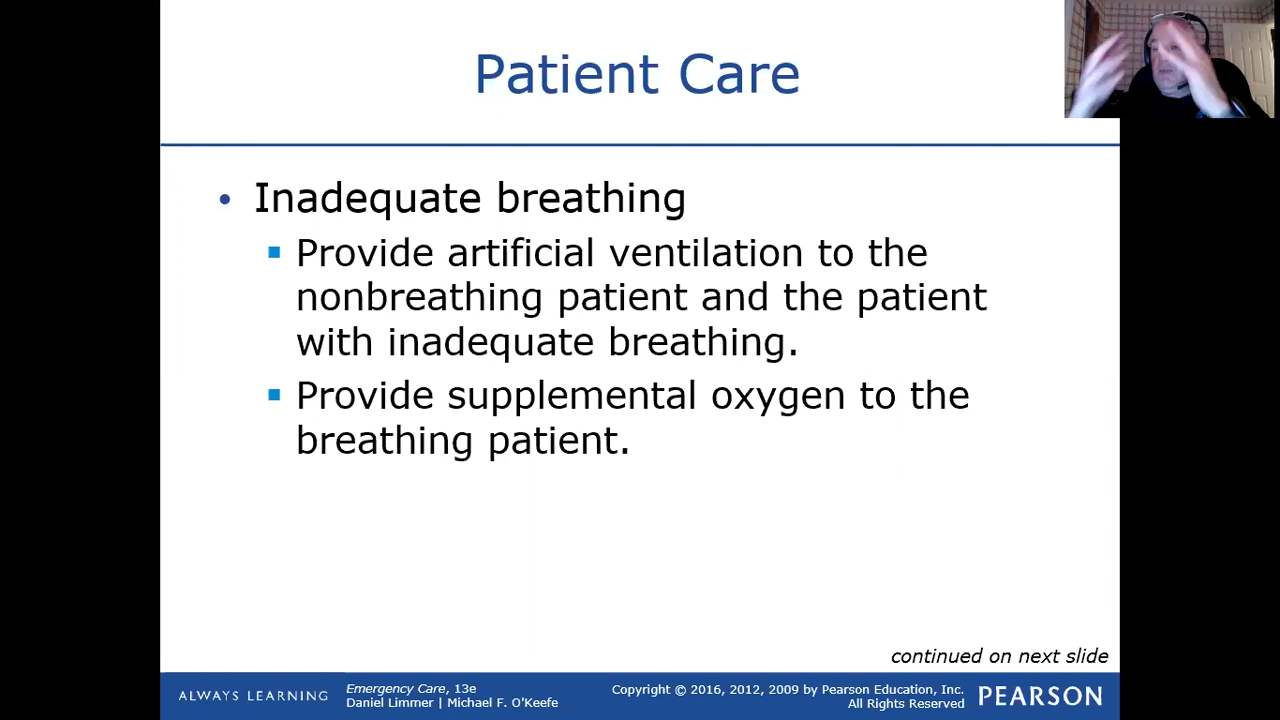 Patient Care
• Inadequate breathing
▪ Provide artificial ventilation to the
nonbreathing patient and the patient
with inadequate breathing.
▪ Provide supplemental oxygen to the
breathing patient.
continued on next slide
ALWAYS LEARNING
Emergency Care, 13e
Daniel Limmer | Michael F. O'Keefe
Copyright © 2016, 2012, 2009 by Pearson Education, Inc.
All Rights Reserved
PEARSON